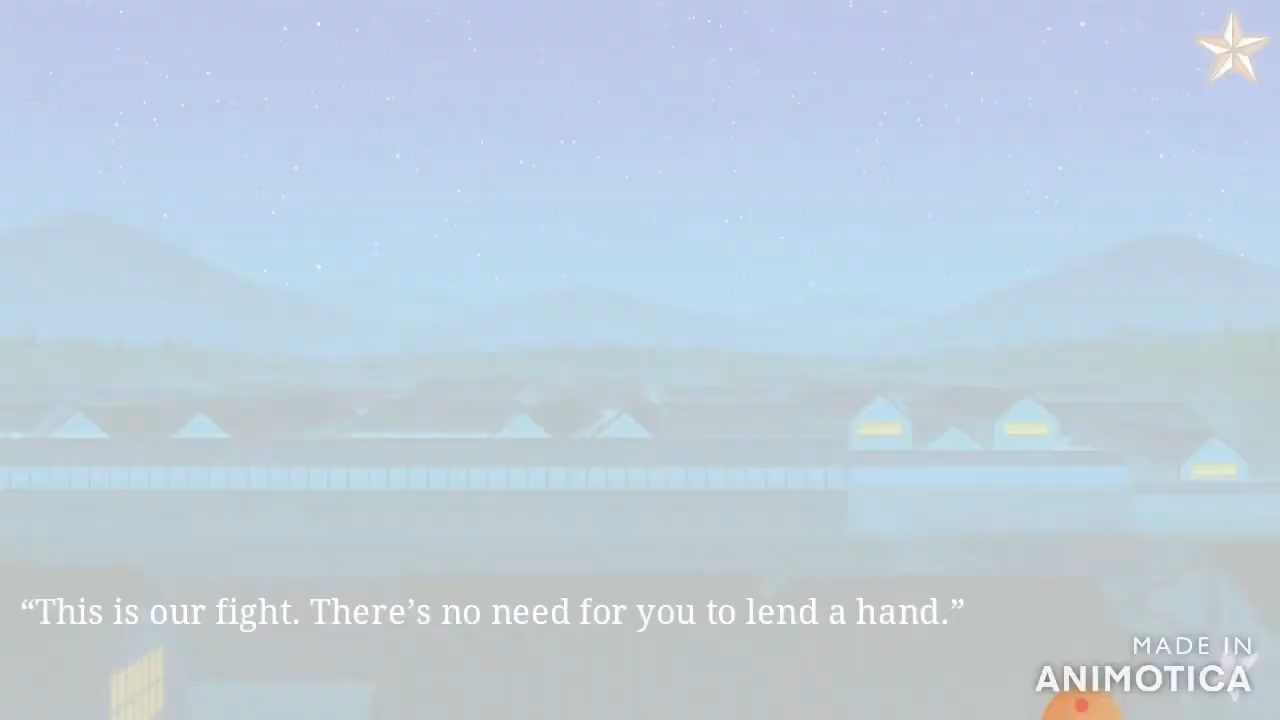 “This is our fight. There’s no need for you to lend a hand.”
MADE IN
ANIMOTICA